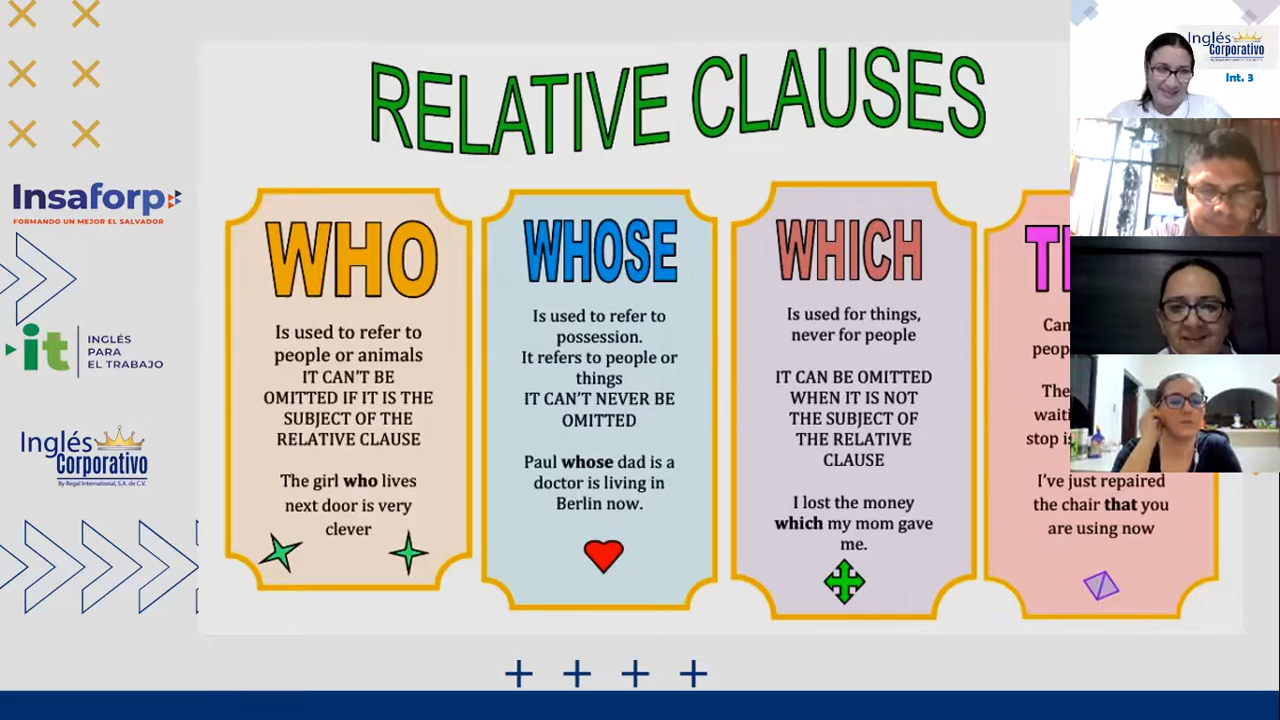 RELATIVE CLAUSES
Insaforp
FORMANDO UN MEJOR EL SALVADOR
it
INGLÉS
PARA
EL TRABAJO
Inglés
Corporativo
By Regal International, S.A. de C.V.
WHO
Is used to refer to
people or animals
IT CAN'T BE
OMITTED IF IT IS THE
SUBJECT OF THE
RELATIVE CLAUSE
The girl who lives
next door is very
clever
WHOSE
Is used to refer to
possession.
It refers to people or
things
IT CAN'T NEVER BE
OMITTED
Paul whose dad is a
doctor is living in
Berlin now.
WHICH
Is used for things,
never for people
IT CAN BE OMITTED
WHEN IT IS NOT
THE SUBJECT OF
THE RELATIVE
CLAUSE
I lost the money
which my mom gave
me.
stop is
I've just repaired
the chair that you
are using now
Inglés
Corporativo
Int. 3